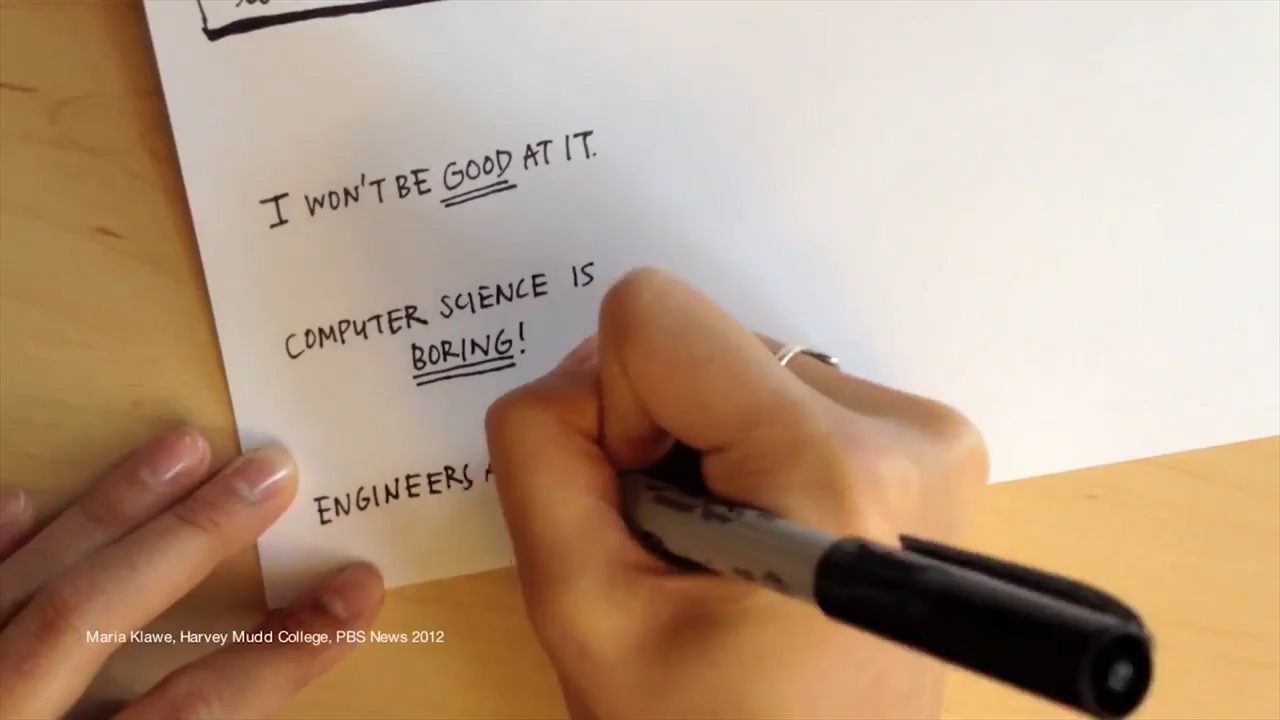 I WON'T BE GOOD AT IT.
COMPUTER SCIENCE IS
BORING!
ENGINEERS
Maria Klawe, Harvey Mudd College, PBS News 2012